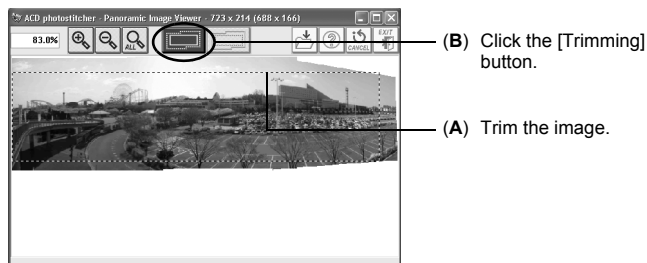 ACD photostitcher - Panoramic Image Viewer - 723 x 214 (688 x 166)
83.0%
ALL
CANCEL
EXIT
(B) Click the [Trimming]
button.
(A) Trim the image.